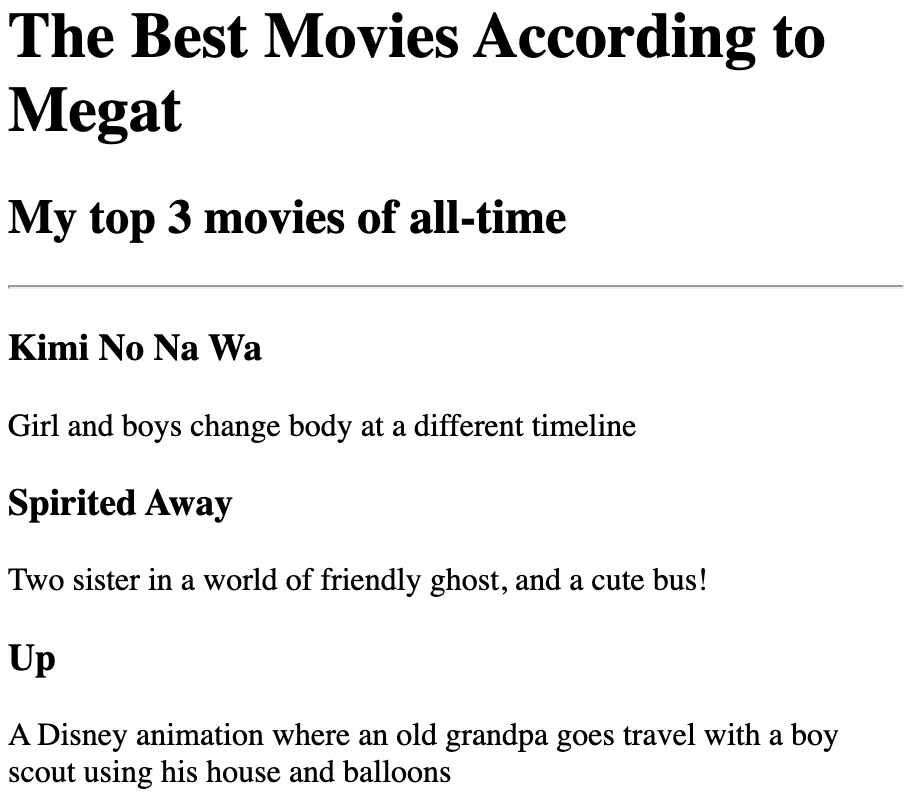 The Best Movies According to
Megat
My top 3 movies of all-time
Kimi No Na Wa
Girl and boys change body at a different timeline
Spirited Away
Two sister in a world of friendly ghost, and a cute bus!
Up
A Disney animation where an old grandpa goes travel with a boy
scout using his house and balloons